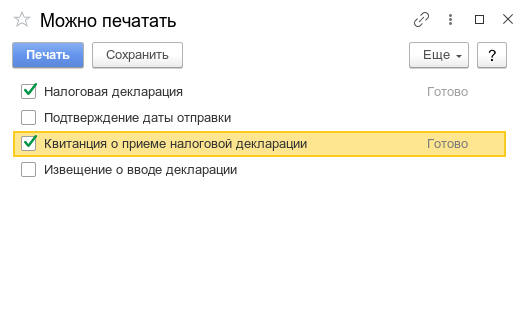 Можно печатать
Печать Сохранить Еще ?
Налоговая декларация Готово
Подтверждение даты отправки
Квитанция о приеме налоговой декларации Готово
Извещение о вводе декларации